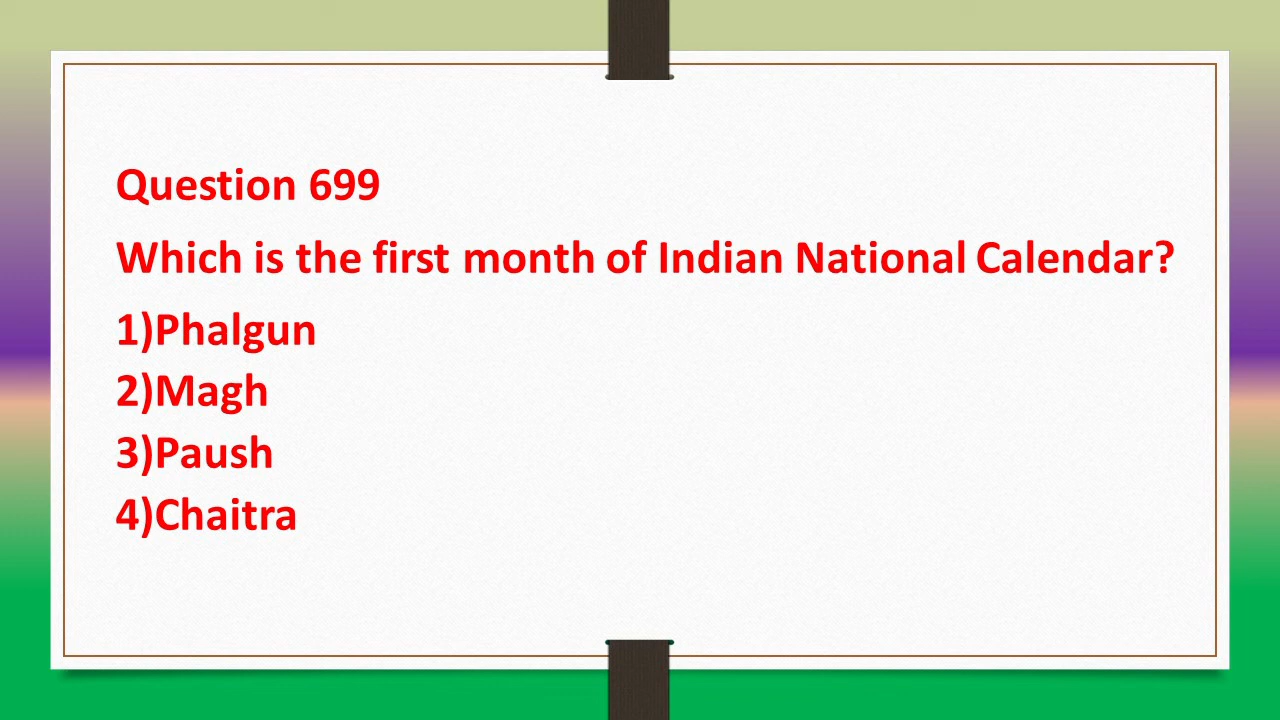 Question 699
Which is the first month of Indian National Calendar?
1)Phalgun
2)Magh
3)Paush
4)Chaitra